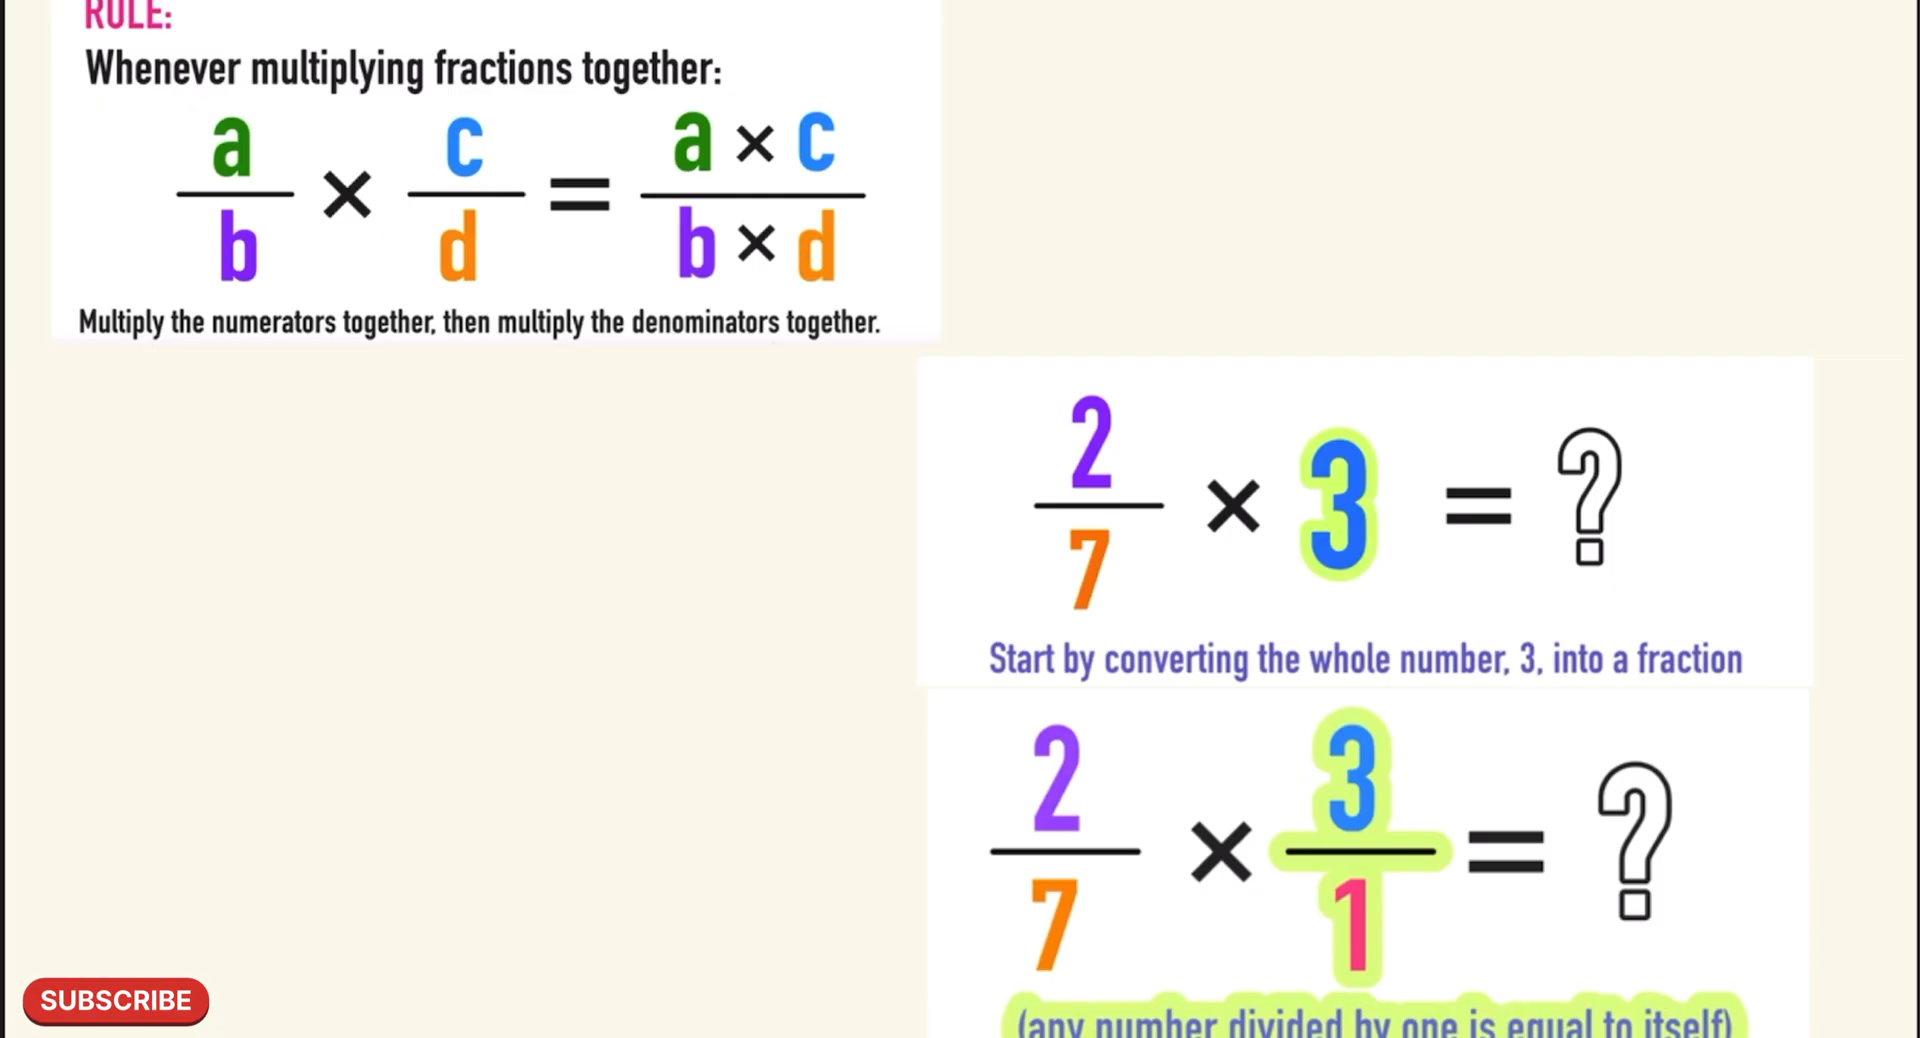 RULE:
Whenever multiplying fractions together:
a c a × c
× =
b d b × d
Multiply the numerators together, then multiply the denominators together.
2
× 3 = ?
7
Start by converting the whole number, 3, into a fraction
2 3
× = ?
7 1
(any number divided by one is equal to itself)
SUBSCRIBE